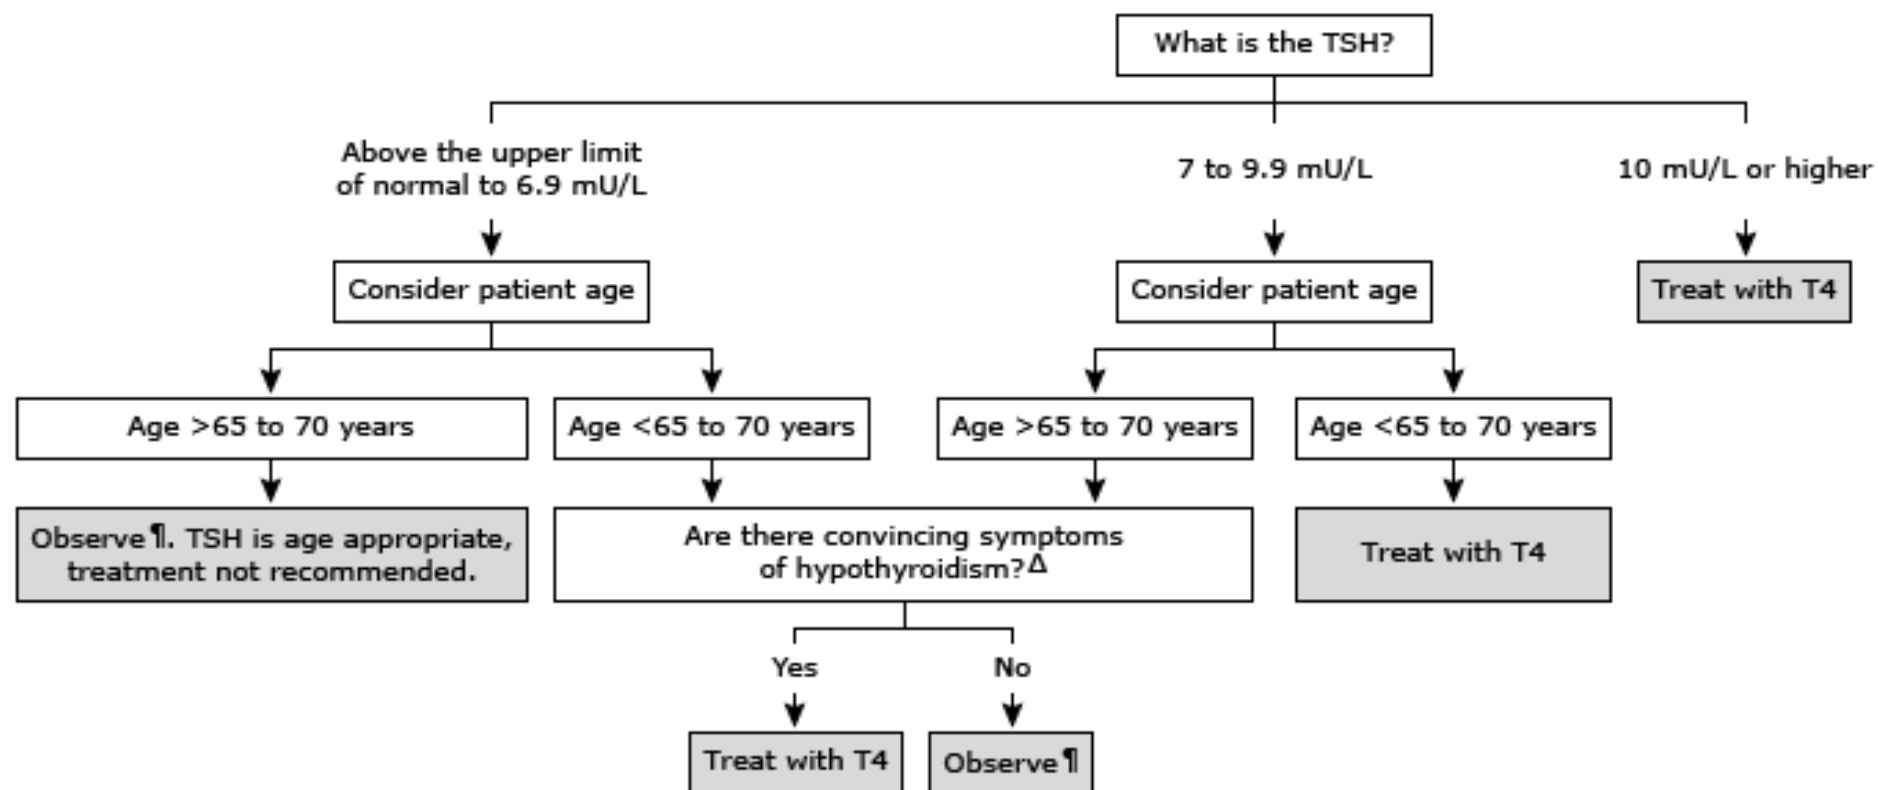 What is the TSH?
Above the upper limit
of normal to 6.9 mU/L
7 to 9.9 mU/L
10 mU/L or higher
Consider patient age
Consider patient age
Treat with T4
Age >65 to 70 years
Age <65 to 70 years
Age >65 to 70 years
Age <65 to 70 years
Observe¶. TSH is age appropriate,
treatment not recommended.
Are there convincing symptoms
of hypothyroidism?Δ
Treat with T4
Yes
No
Treat with T4
Observe¶